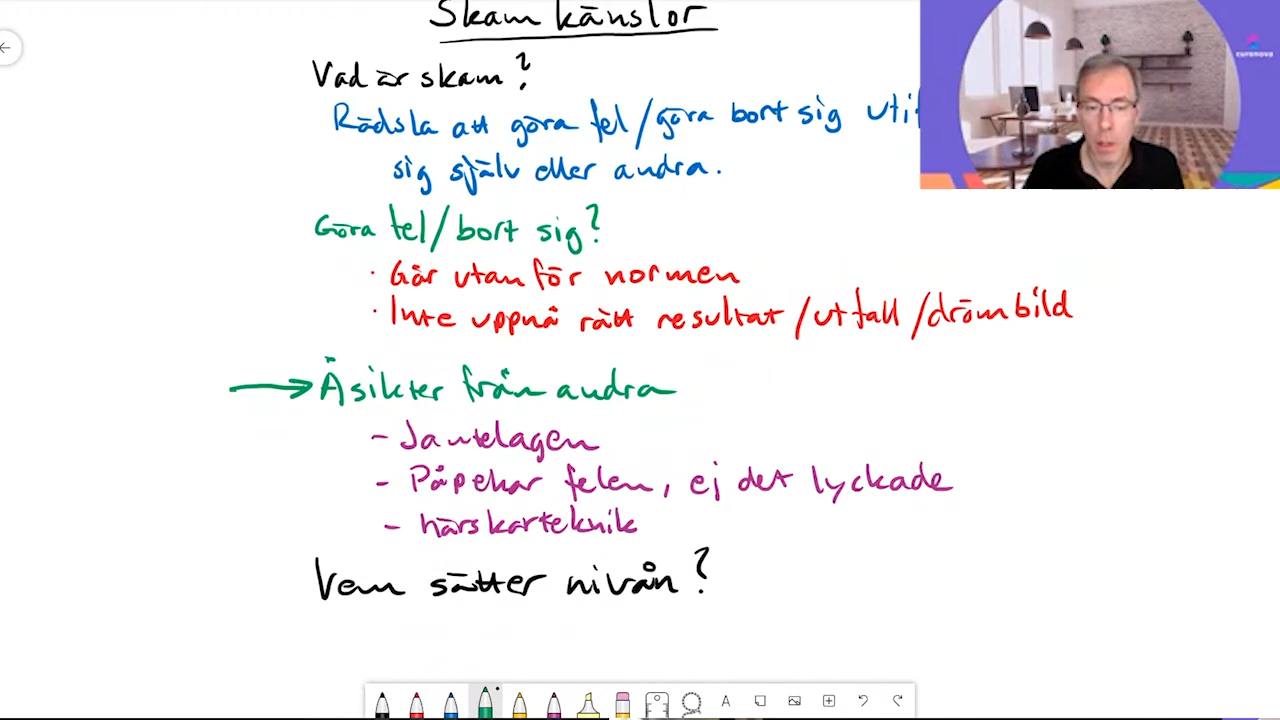 Skam känslor
curanova
Vad är skam?
Rädsla att göra fel/göra bort sig
sig själv eller andra.
Göra fel/bort sig?
· Går utanför normen
· Inte uppnå rätt resultat/utfall/drömbild
→ Åsikter från andra
- Jantelagen
- Påpekar felen, ej det lyckade
- härskarteknik
Vem sätter nivån?
A